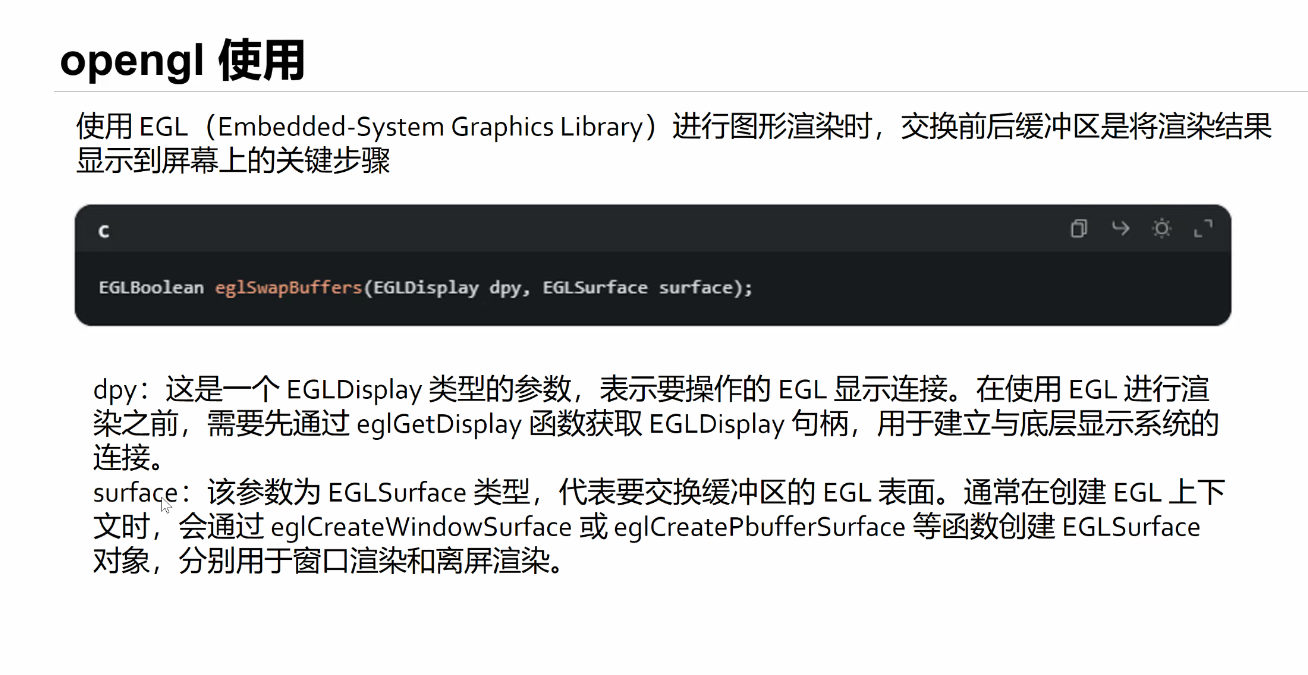 opengl 使用
使用 EGL（Embedded-System Graphics Library）进行图形渲染时，交换前后缓冲区是将渲染结果
显示到屏幕上的关键步骤
C
EGLBoolean eglSwapBuffers(EGLDisplay dpy, EGLSurface surface);
dpy：这是一个 EGLDisplay 类型的参数，表示要操作的 EGL 显示连接。在使用 EGL 进行渲
染之前，需要先通过 eglGetDisplay 函数获取 EGLDisplay 句柄，用于建立与底层显示系统的
连接。
surface：该参数为 EGLSurface 类型，代表要交换缓冲区的 EGL 表面。通常在创建 EGL 上下
文时，会通过 eglCreateWindowSurface 或 eglCreatePbufferSurface 等函数创建 EGLSurface
对象，分别用于窗口渲染和离屏渲染。